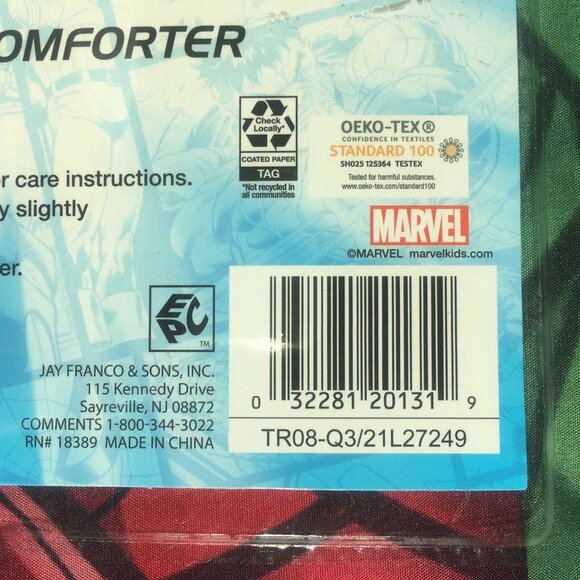 COMFORTER
Check
Locally*
COATED PAPER
TAG
*Not recycled in
all communities
OEKO-TEX®
CONFIDENCE IN TEXTILES
STANDARD 100
SH025 125364 TESTEX
Tested for harmful substances.
www.oeko-tex.com/standard100
care instructions.
slightly
MARVEL
©MARVEL marvelkids.com
EPC
TM
JAY FRANCO & SONS, INC.
115 Kennedy Drive
Sayreville, NJ 08872
COMMENTS 1-800-344-3022
RN# 18389 MADE IN CHINA
0 32281 20131 9
TR08-Q3/21L27249